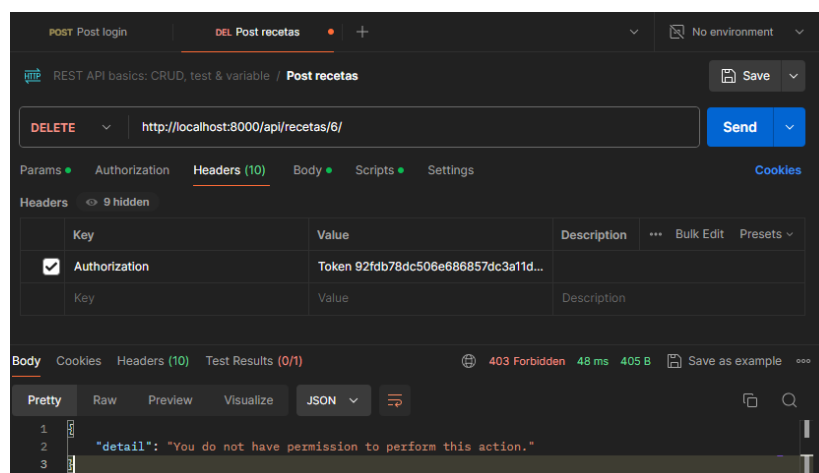 POST Post login DEL Post recetas No environment
HTTP REST API basics: CRUD, test & variable / Post recetas Save
DELETE http://localhost:8000/api/recetas/6/ Send
Params Authorization Headers (10) Body Scripts Settings Cookies
Headers 9 hidden
Key Value Description Bulk Edit Presets
Authorization Token 92fdb78dc506e686857dc3a11d...
Key Value Description
Body Cookies Headers (10) Test Results (0/1) 403 Forbidden 48 ms 405 B Save as example
Pretty Raw Preview Visualize JSON
1 {
2 "detail": "You do not have permission to perform this action."
3 }